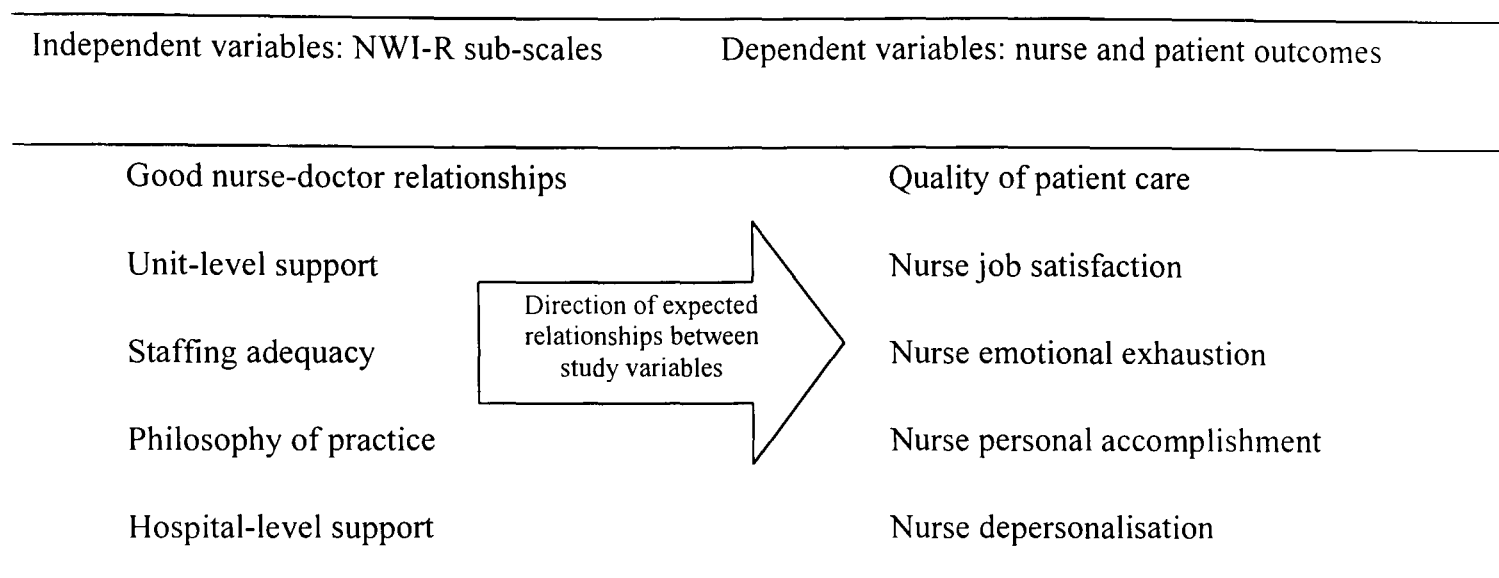 Independent variables: NWI-R sub-scales
Dependent variables: nurse and patient outcomes
Good nurse-doctor relationships
Quality of patient care
Unit-level support
Nurse job satisfaction
Direction of expected
relationships between
study variables
Staffing adequacy
Nurse emotional exhaustion
Philosophy of practice
Nurse personal accomplishment
Hospital-level support
Nurse depersonalisation